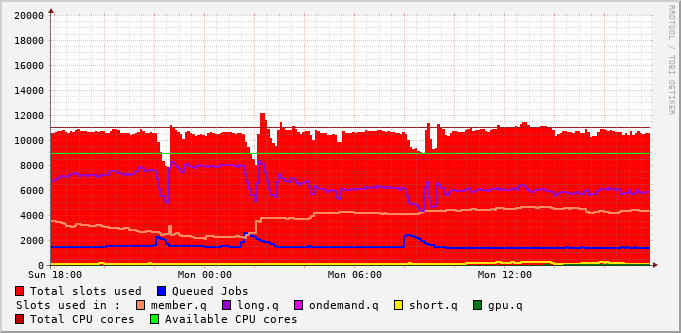 RRDTOOL / TOBI OETIKER
20000
18000
16000
14000
12000
10000
8000
6000
4000
2000
0
Sun 18:00 Mon 00:00 Mon 06:00 Mon 12:00
Total slots used Queued Jobs
Slots used in : member.q long.q ondemand.q short.q gpu.q
Total CPU cores Available CPU cores